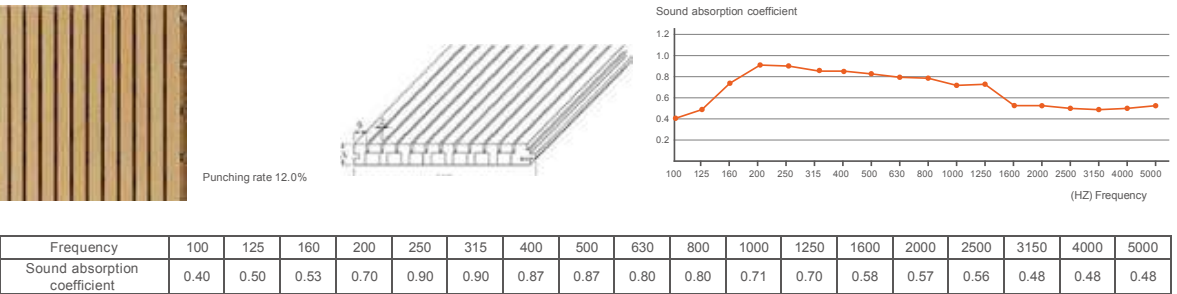 Sound absorption coefficient
1.2
1.0
0.8
0.6
0.4
0.2
100 125 160 200 250 315 400 500 630 800 1000 1250 1600 2000 2500 3150 4000 5000
(HZ) Frequency
Punching rate 12.0%
Frequency 100 125 160 200 250 315 400 500 630 800 1000 1250 1600 2000 2500 3150 4000 5000
Sound absorption
coefficient 0.40 0.50 0.53 0.70 0.90 0.90 0.87 0.87 0.80 0.80 0.71 0.70 0.58 0.57 0.56 0.48 0.48 0.48